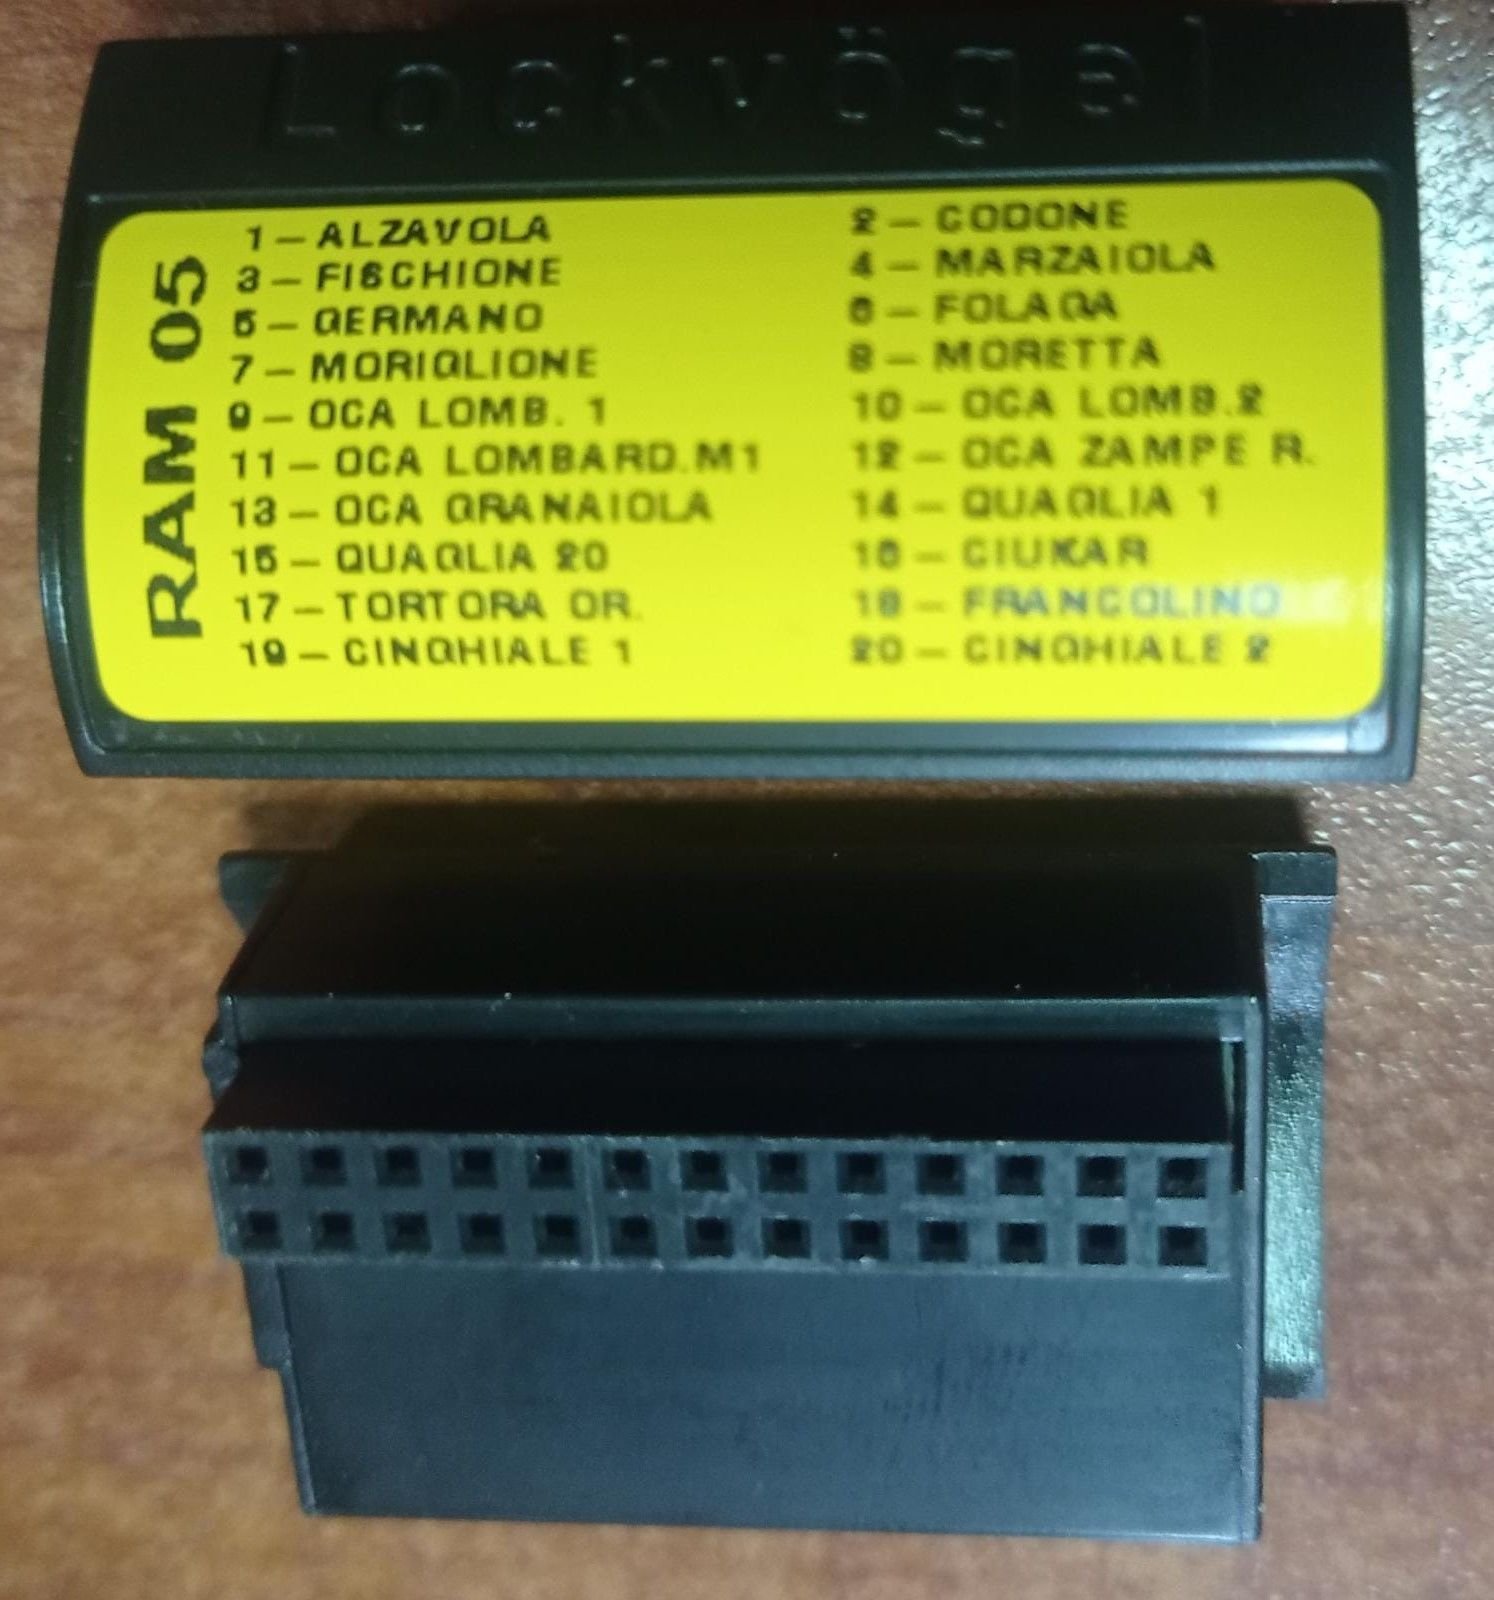 Lockvögel
RAM 05
1 – ALZAVOLA 2 – CODONE
3 – FISCHIONE 4 – MARZAIOLA
5 – GERMANO 6 – FOLAGA
7 – MORIGLIONE 8 – MORETTA
9 – OCA LOMB. 1 10 – OCA LOMB.2
11 – OCA LOMBARD.M1 12 – OCA ZAMPE R.
13 – OCA GRANAIOLA 14 – QUAGLIA 1
15 – QUAGLIA 20 16 – CIUKAR
17 – TORTORA OR. 18 – FRANCOLINO
19 – CINGHIALE 1 20 – CINGHIALE 2